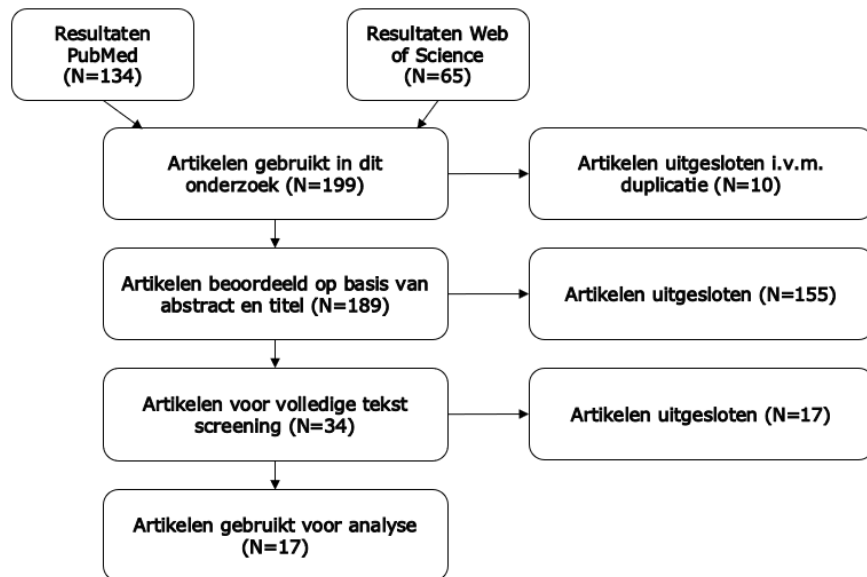 Resultaten
PubMed
(N=134)
Resultaten Web
of Science
(N=65)
Artikelen gebruikt in dit
onderzoek (N=199)
Artikelen uitgesloten i.v.m.
duplicatie (N=10)
Artikelen beoordeeld op basis van
abstract en titel (N=189)
Artikelen uitgesloten (N=155)
Artikelen voor volledige tekst
screening (N=34)
Artikelen uitgesloten (N=17)
Artikelen gebruikt voor analyse
(N=17)